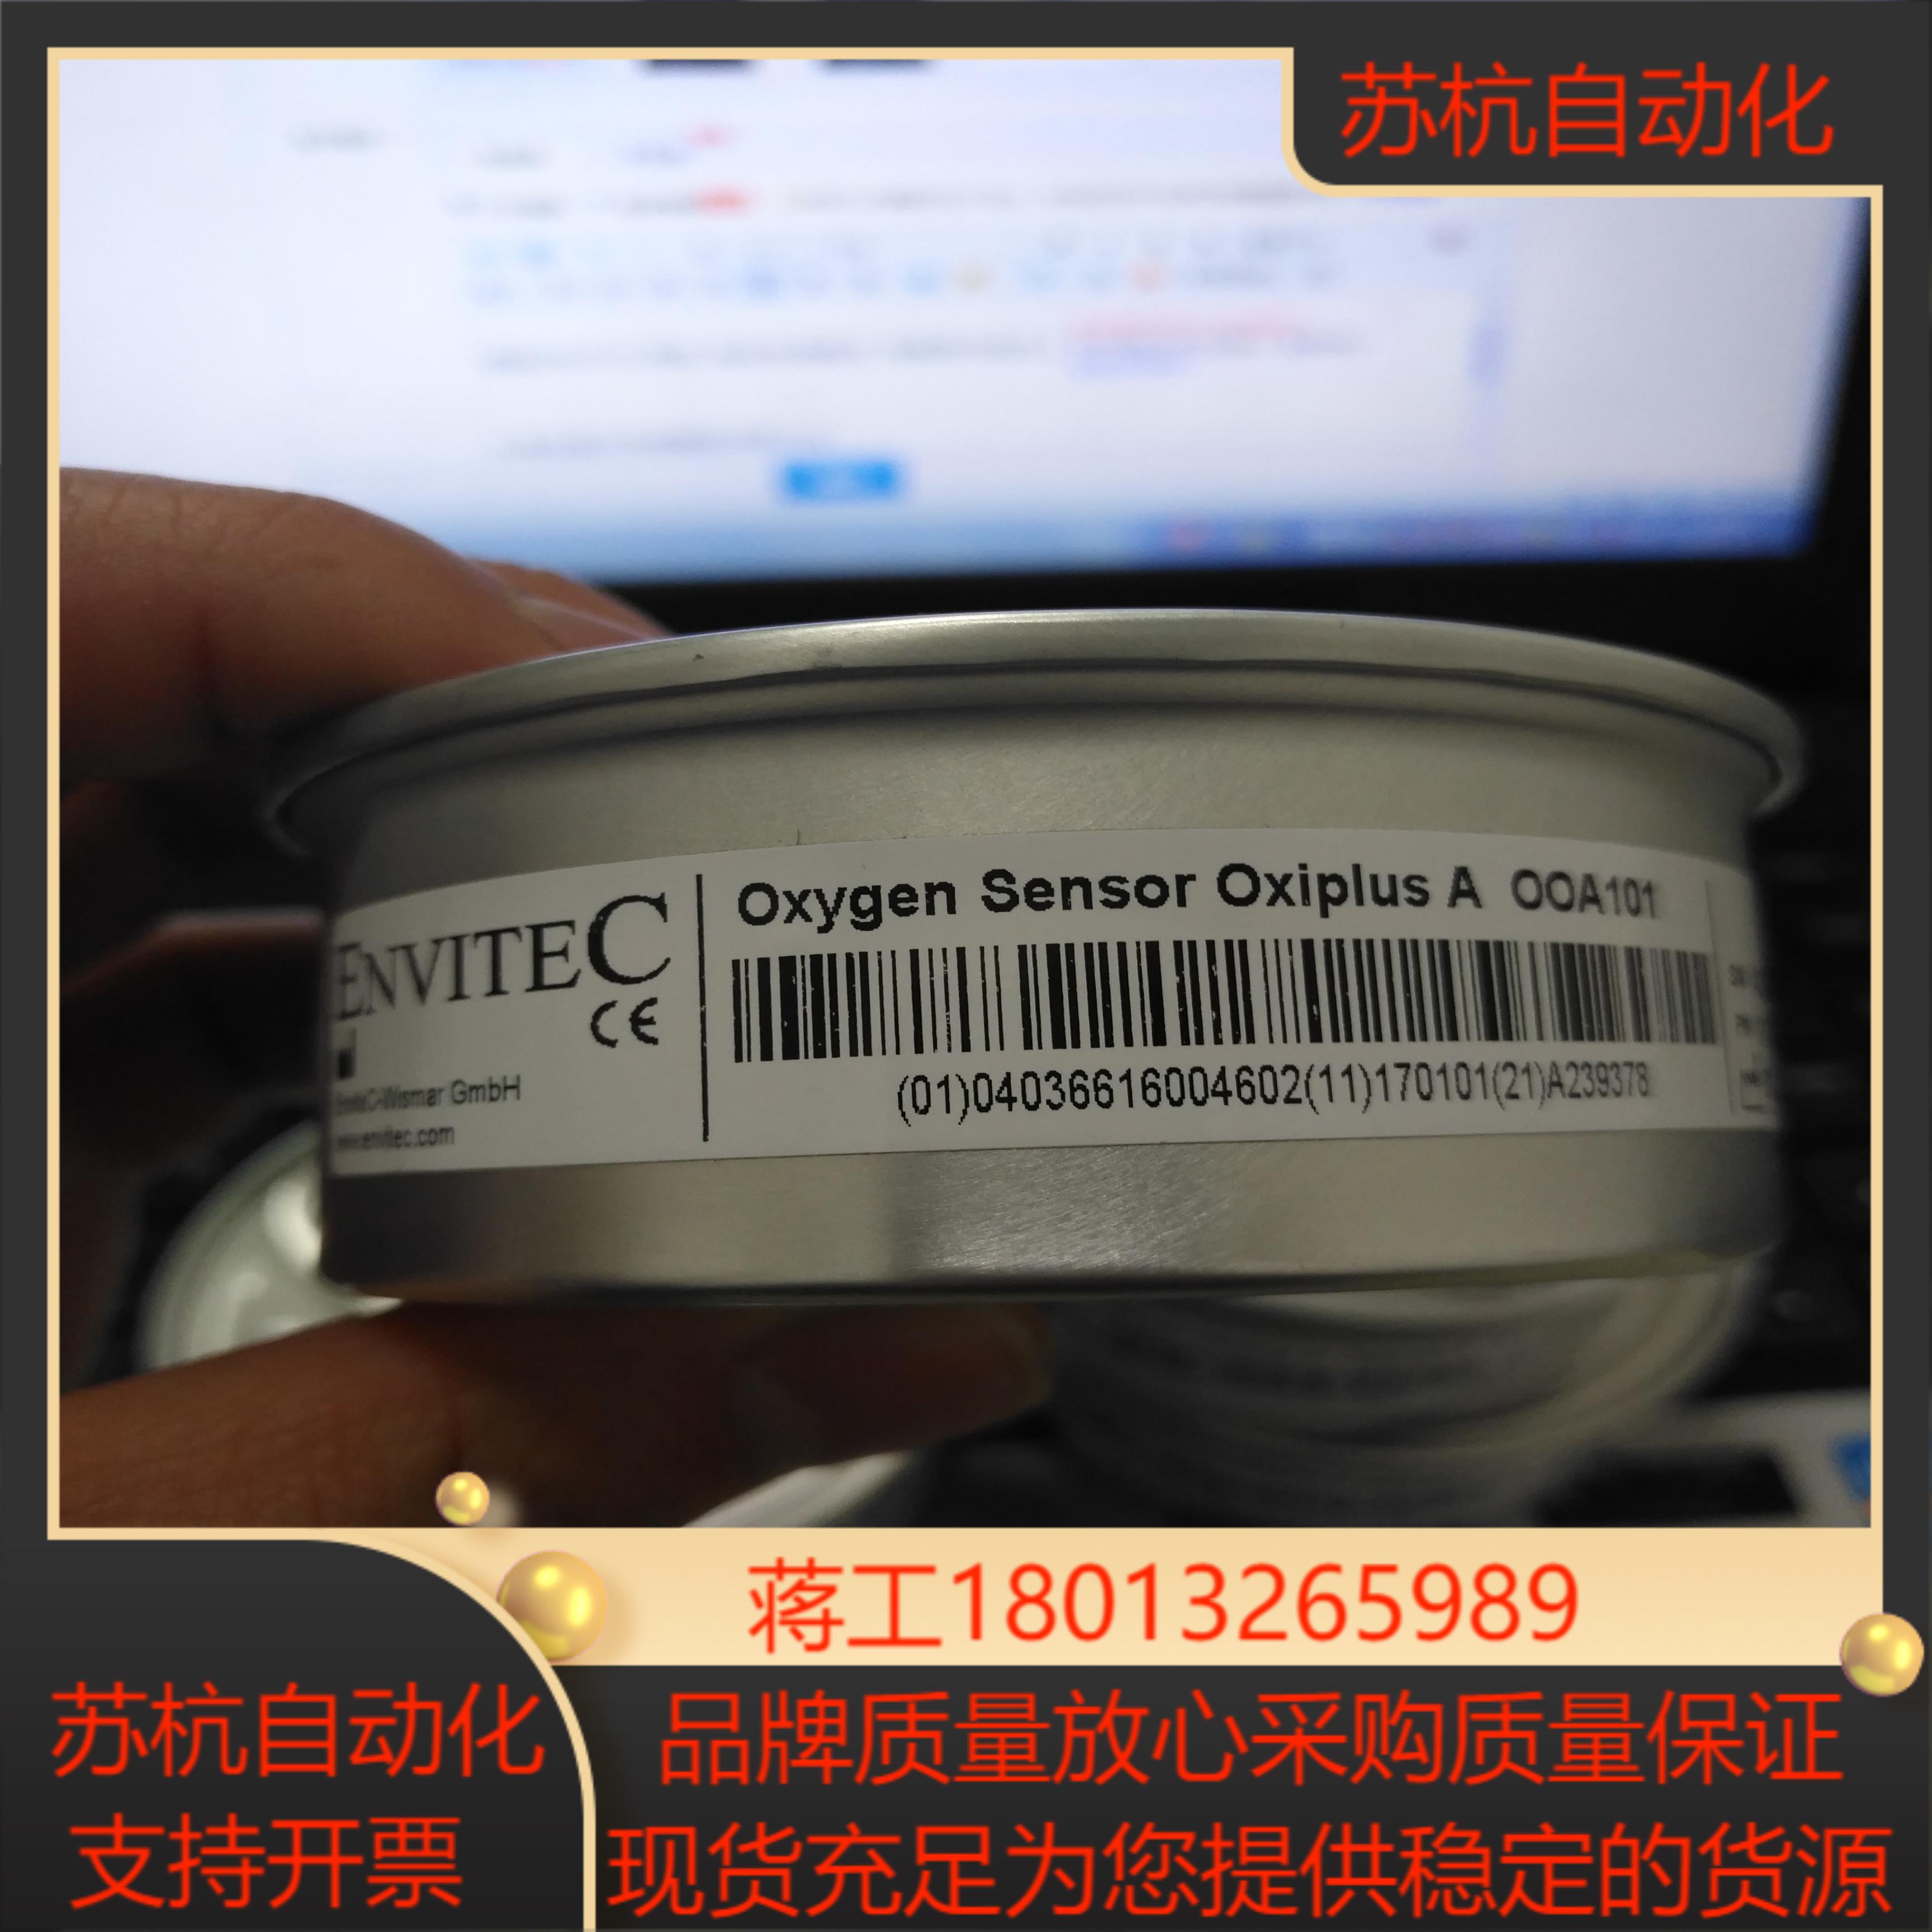 苏杭自动化
Oxygen Sensor Oxiplus A OOA101
ENVITEC
CE
(01)04036616004602(11)170101(21)A239378
EnviteC-Wismar GmbH
www.envitec.com
蒋工18013265989
苏杭自动化
支持开票
品牌质量放心采购质量保证
现货充足为您提供稳定的货源